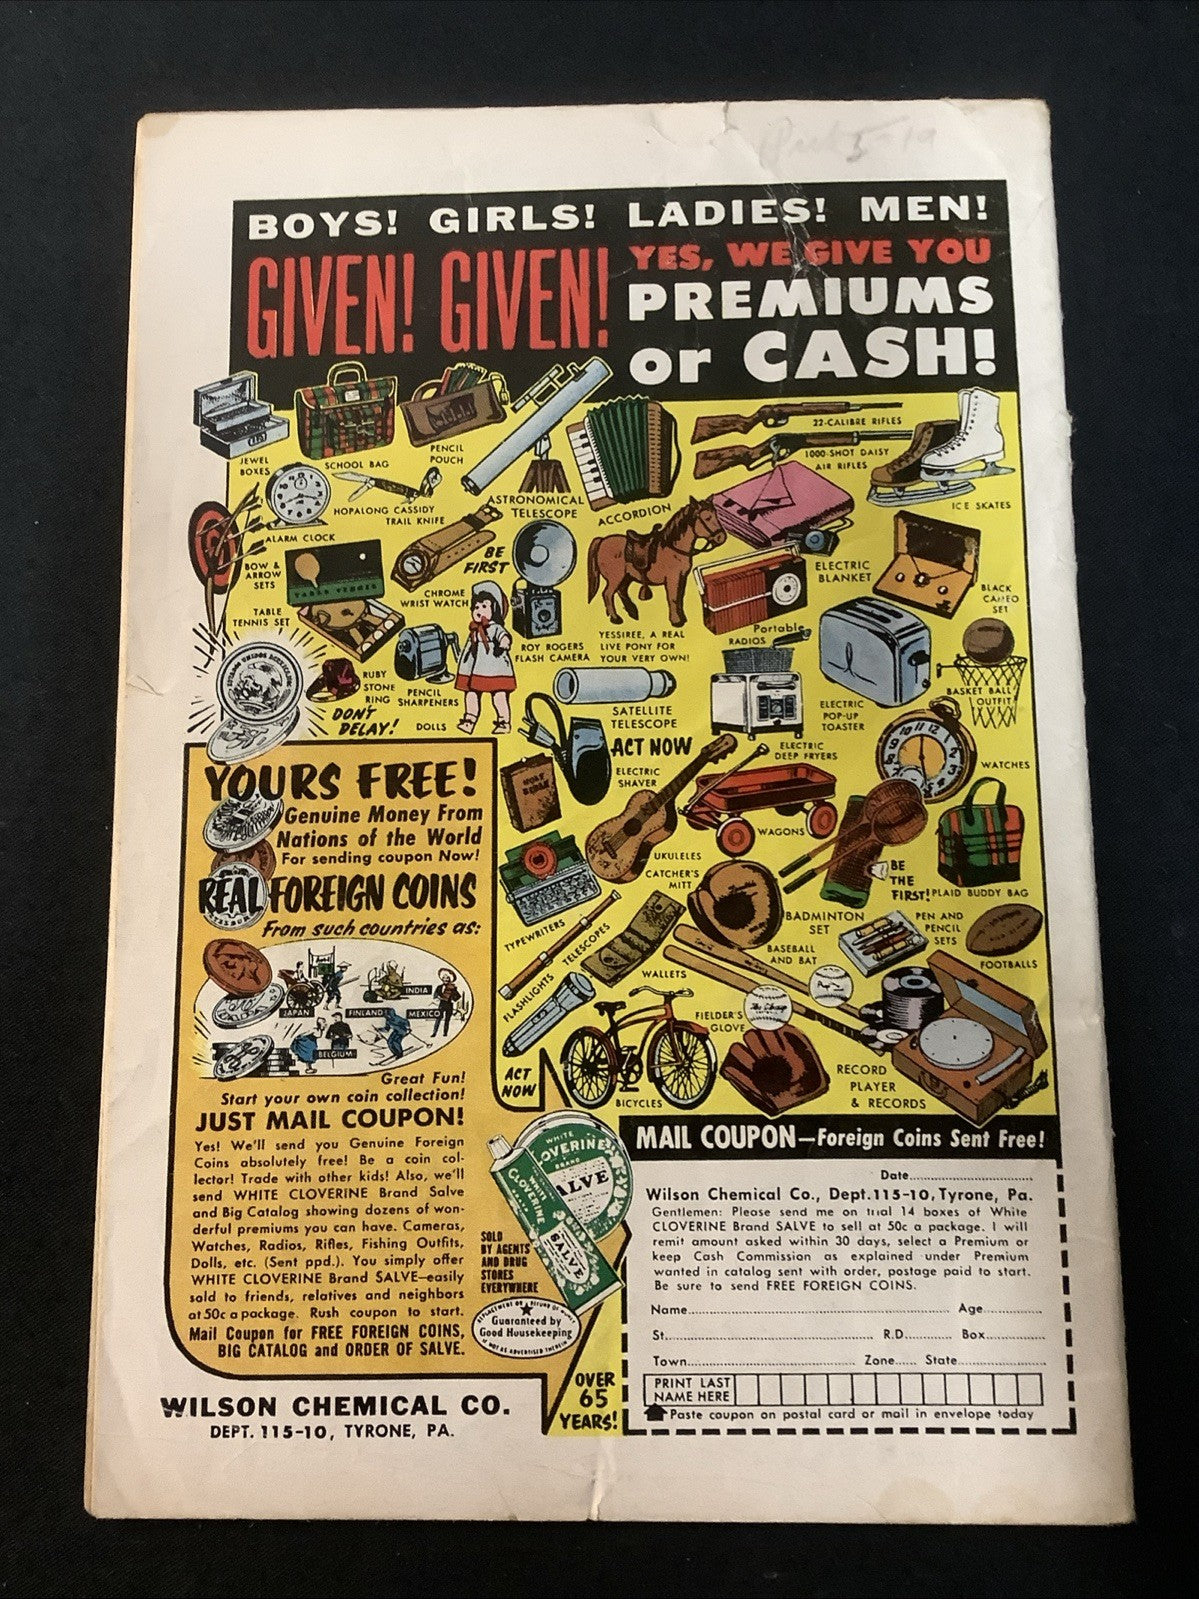 BOYS! GIRLS! LADIES! MEN!
GIVEN! GIVEN!
YES, WE GIVE YOU
PREMIUMS
or CASH!
JEWEL
BOXES
SCHOOL BAG
PENCIL
POUCH
ASTRONOMICAL
TELESCOPE
ACCORDION
22-CALIBRE RIFLES
1000-SHOT DAISY
AIR RIFLES
ICE SKATES
HOPALONG CASSIDY
TRAIL KNIFE
ALARM CLOCK
BOW &
ARROW
SETS
TABLE TENNIS
TABLE
TENNIS SET
CHROME
WRIST WATCH
BE
FIRST
ROY ROGERS
FLASH CAMERA
YESSIREE, A REAL
LIVE PONY FOR
YOUR VERY OWN!
Portable
RADIOS
ELECTRIC
BLANKET
BLACK
CAMEO
SET
RUBY
STONE
RING
DON'T
DELAY!
PENCIL
SHARPENERS
DOLLS
SATELLITE
TELESCOPE
ACT NOW
ELECTRIC
POP-UP
TOASTER
BASKET BALL
OUTFIT
ELECTRIC
DEEP FRYERS
WATCHES
HOLY
BIBLE
ELECTRIC
SHAVER
WAGONS
UKULELES
CATCHER'S
MITT
BE
THE
FIRST!
PLAID BUDDY BAG
TYPEWRITERS
TELESCOPES
WALLETS
BADMINTON
SET
BASEBALL
AND BAT
PEN AND
PENCIL
SETS
FOOTBALLS
FLASHLIGHTS
FIELDER'S
GLOVE
ACT
NOW
BICYCLES
RECORD
PLAYER
& RECORDS
YOURS FREE!
Genuine Money From
Nations of the World
For sending coupon Now!
REAL FOREIGN COINS
From such countries as:
INDIA
JAPAN
FINLAND
MEXICO
BELGIUM
Great Fun!
Start your own coin collection!
JUST MAIL COUPON!
Yes! We'll send you Genuine Foreign
Coins absolutely free! Be a coin col-
lector! Trade with other kids! Also, we'll
send WHITE CLOVERINE Brand Salve
and Big Catalog showing dozens of won-
derful premiums you can have. Cameras,
Watches, Radios, Rifles, Fishing Outfits,
Dolls, etc. (Sent ppd.). You simply offer
WHITE CLOVERINE Brand SALVE—easily
sold to friends, relatives and neighbors
at 50c a package. Rush coupon to start.
Mail Coupon for FREE FOREIGN COINS,
BIG CATALOG and ORDER OF SALVE.
WHITE
CLOVERINE
BRAND
SALVE
WHITE
CLOVERINE
BRAND
SALVE
SOLD
BY AGENTS
AND DRUG
STORES
EVERYWHERE
REPLACEMENT OR REFUND OF MONEY
Guaranteed by
Good Housekeeping
IF NOT AS ADVERTISED THEREIN
WILSON CHEMICAL CO.
DEPT. 115-10, TYRONE, PA.
OVER
65
YEARS!
MAIL COUPON—Foreign Coins Sent Free!
Date
Wilson Chemical Co., Dept. 115-10, Tyrone, Pa.
Gentlemen: Please send me on trial 14 boxes of White
CLOVERINE Brand SALVE to sell at 50c a package. I will
remit amount asked within 30 days, select a Premium or
keep Cash Commission as explained under Premium
wanted in catalog sent with order, postage paid to start.
Be sure to send FREE FOREIGN COINS.
Name Age
St. R.D. Box
Town Zone State
PRINT LAST
NAME HERE
Paste coupon on postal card or mail in envelope today